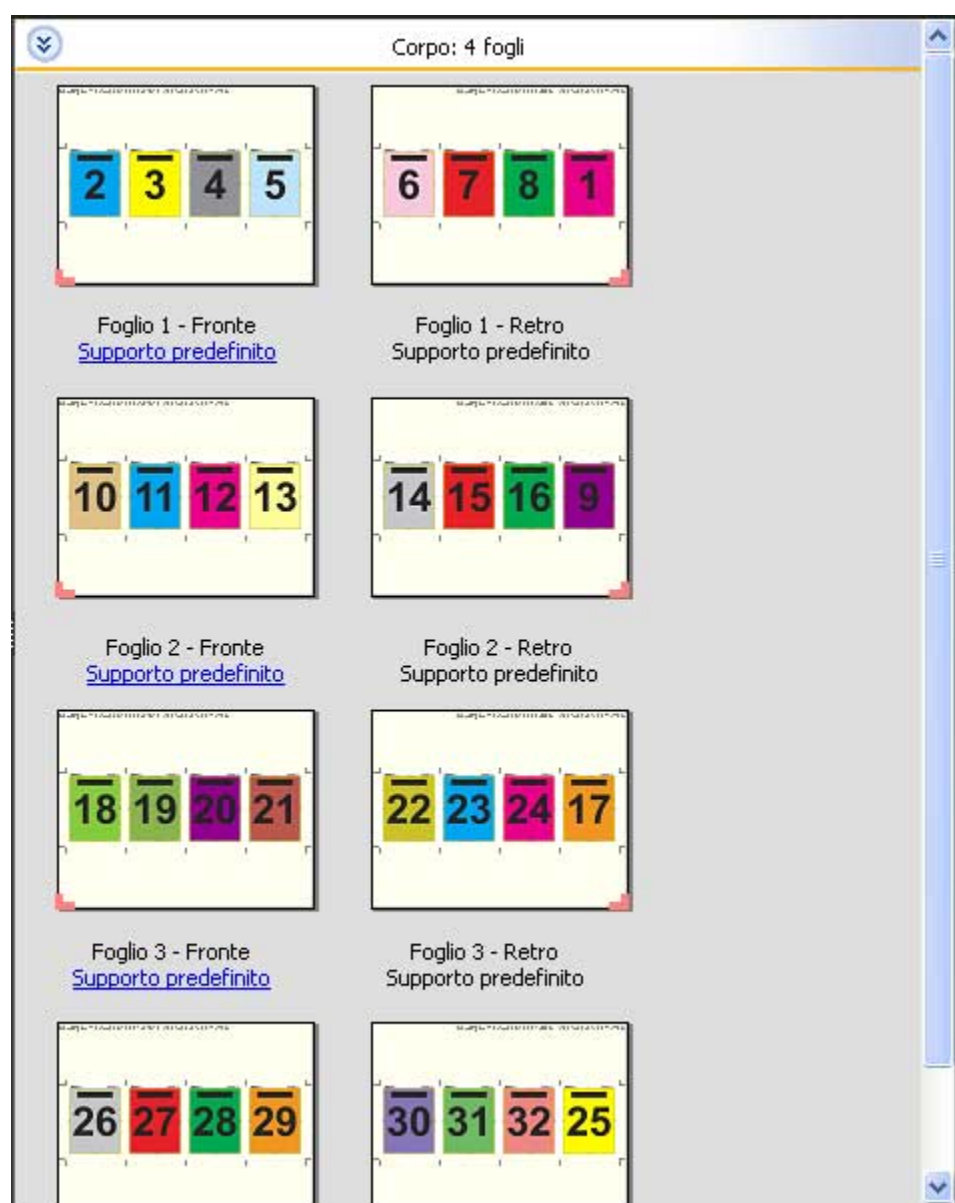 Corpo: 4 fogli
2 3 4 5
6 7 8 1
Foglio 1 - Fronte
Supporto predefinito
Foglio 1 - Retro
Supporto predefinito
10 11 12 13
14 15 16 9
Foglio 2 - Fronte
Supporto predefinito
Foglio 2 - Retro
Supporto predefinito
18 19 20 21
22 23 24 17
Foglio 3 - Fronte
Supporto predefinito
Foglio 3 - Retro
Supporto predefinito
26 27 28 29
30 31 32 25